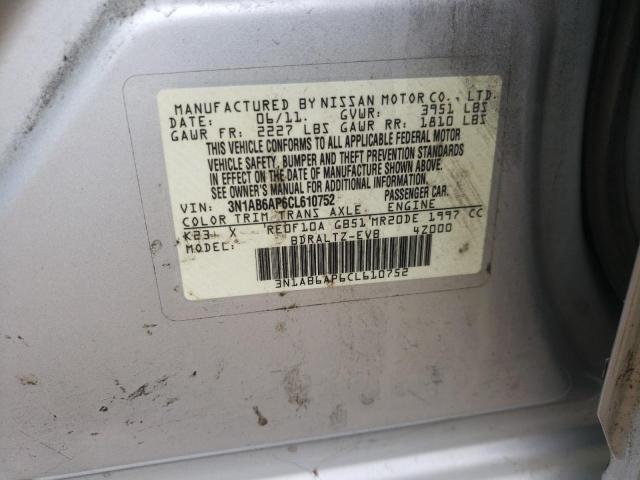 MANUFACTURED BY NISSAN MOTOR CO., LTD.
DATE: 06/11. GVWR: 3951 LBS
GAWR FR: 2227 LBS GAWR RR: 1810 LBS
THIS VEHICLE CONFORMS TO ALL APPLICABLE FEDERAL MOTOR
VEHICLE SAFETY, BUMPER AND THEFT PREVENTION STANDARDS
IN EFFECT ON THE DATE OF MANUFACTURE SHOWN ABOVE.
SEE OWNER'S MANUAL FOR ADDITIONAL INFORMATION.
VIN: 3N1AB6AP6CL610752 PASSENGER CAR.
COLOR TRIM TRANS AXLE ENGINE
K23 X RE0F10A GB51 MR20DE 1997 CC
MODEL: BDRALTZ-EVB 4Z000
3N1AB6AP6CL610752